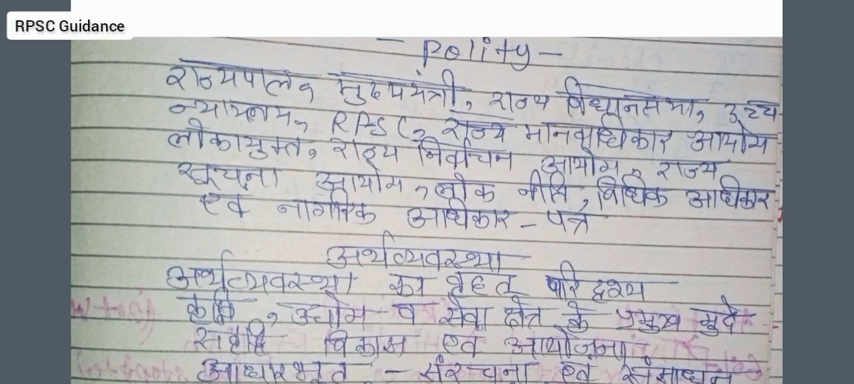 RPSC Guidance
- Polity -
राज्यपाल, मुख्यमंत्री, राज्य विधानसभा, उच्च
न्यायालय, RPSC, राज्य मानवाधिकार आयोग
लोकायुक्त, राज्य निर्वाचन आयोग, राज्य
सूचना आयोग, लोक नीति, विधिक अधिकार
एवं नागरिक अधिकार - पत्र
अर्थव्यवस्था
अर्थव्यवस्था का वृहत् परिदृश्य
कृषि, उद्योग व सेवा क्षेत्र के प्रमुख मुद्दे
विकास एवं आयोजना
आधारभूत - संरचना एवं संसाधन